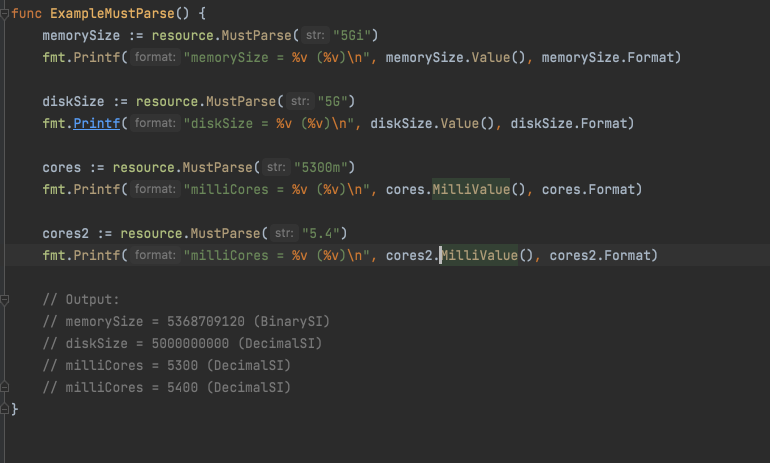 func ExampleMustParse() {
memorySize := resource.MustParse( str: "5Gi")
fmt.Printf( format: "memorySize = %v (%v)\n", memorySize.Value(), memorySize.Format)
diskSize := resource.MustParse( str: "5G")
fmt.Printf( format: "diskSize = %v (%v)\n", diskSize.Value(), diskSize.Format)
cores := resource.MustParse( str: "5300m")
fmt.Printf( format: "milliCores = %v (%v)\n", cores.MilliValue(), cores.Format)
cores2 := resource.MustParse( str: "5.4")
fmt.Printf( format: "milliCores = %v (%v)\n", cores2.MilliValue(), cores2.Format)
// Output:
// memorySize = 5368709120 (BinarySI)
// diskSize = 5000000000 (DecimalSI)
// milliCores = 5300 (DecimalSI)
// milliCores = 5400 (DecimalSI)
}